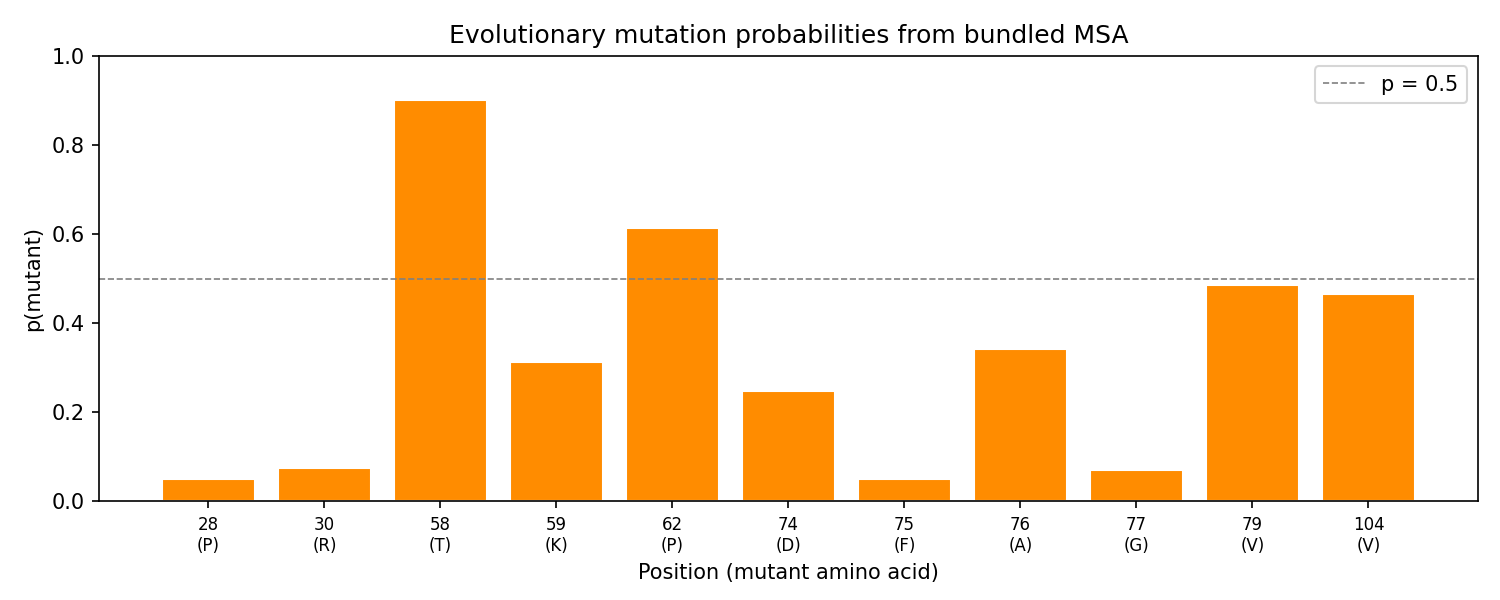 Evolutionary mutation probabilities from bundled MSA
p = 0.5
p(mutant)
1.0
0.8
0.6
0.4
0.2
0.0
28 30 58 59 62 74 75 76 77 79 104
(P) (R) (T) (K) (P) (D) (F) (A) (G) (V) (V)
Position (mutant amino acid)